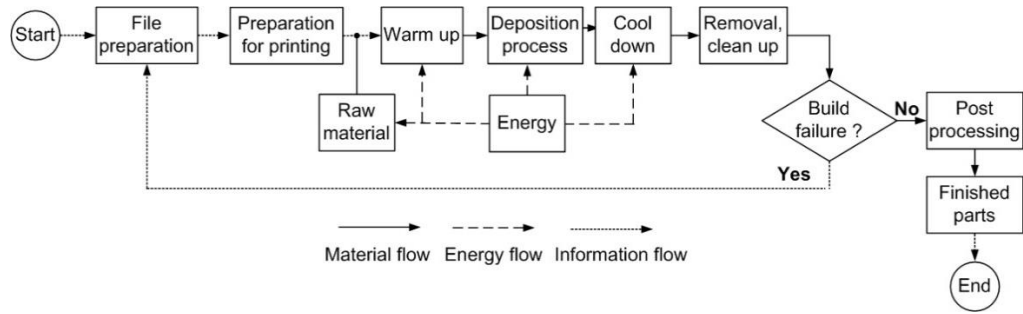 Start
File
preparation
Preparation
for printing
Warm up
Deposition
process
Cool
down
Removal,
clean up
Raw
material
Energy
Build
failure ?
No
Post
processing
Yes
Finished
parts
Material flow
Energy flow
Information flow
End